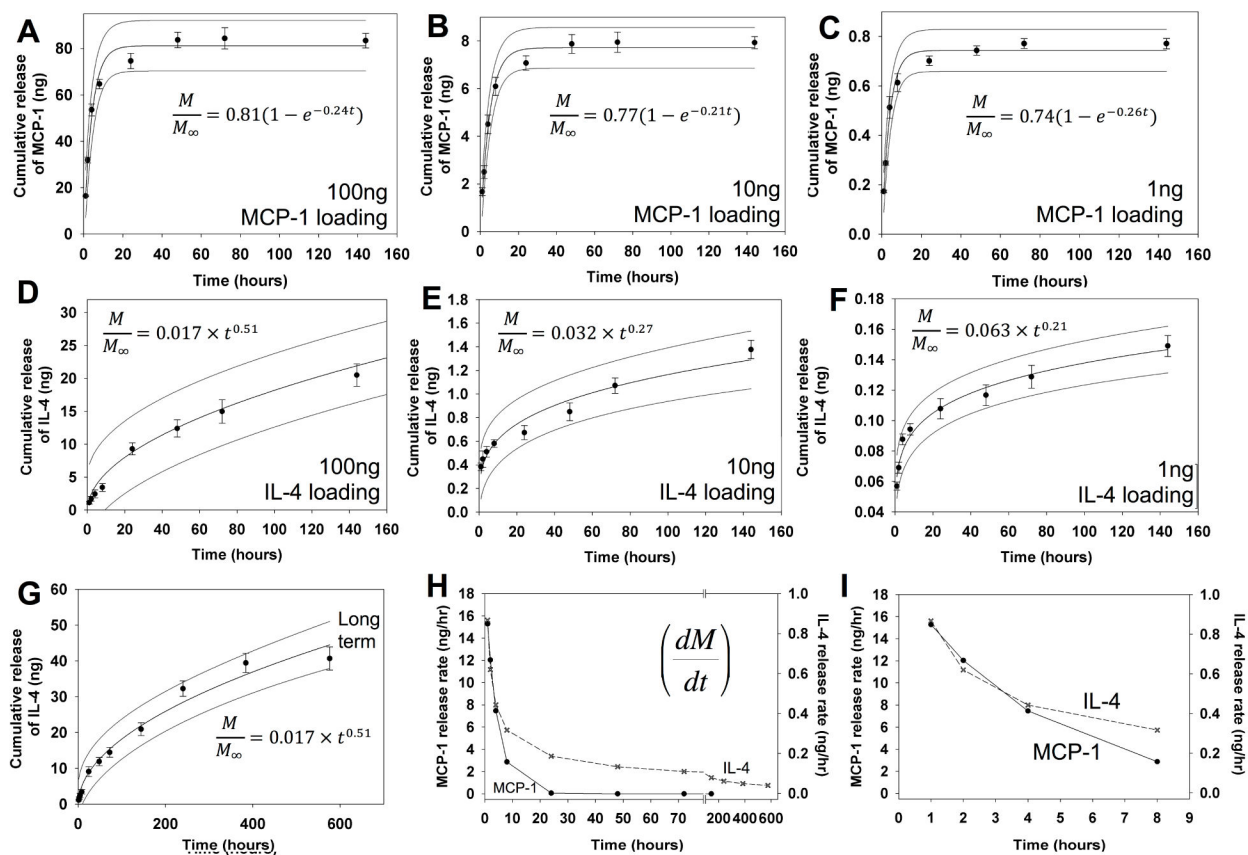 A
Cumulative release
of MCP-1 (ng)
100
80
60
40
20
0
M/M∞ = 0.81(1 − e^−0.24t)
100ng
MCP-1 loading
0 20 40 60 80 100 120 140 160
Time (hours)
B
Cumulative release
of MCP-1 (ng)
8
6
4
2
0
M/M∞ = 0.77(1 − e^−0.21t)
10ng
MCP-1 loading
0 20 40 60 80 100 120 140 160
Time (hours)
C
Cumulative release
of MCP-1 (ng)
0.8
0.6
0.4
0.2
0.0
M/M∞ = 0.74(1 − e^−0.26t)
1ng
MCP-1 loading
0 20 40 60 80 100 120 140 160
Time (hours)
D
Cumulative release
of IL-4 (ng)
30
25
20
15
10
5
0
M/M∞ = 0.017 × t^0.51
100ng
IL-4 loading
0 20 40 60 80 100 120 140 160
Time (hours)
E
Cumulative release
of IL-4 (ng)
1.8
1.6
1.4
1.2
1.0
0.8
0.6
0.4
0.2
0.0
M/M∞ = 0.032 × t^0.27
10ng
IL-4 loading
0 20 40 60 80 100 120 140 160
Time (hours)
F
Cumulative release
of IL-4 (ng)
0.18
0.16
0.14
0.12
0.10
0.08
0.06
0.04
M/M∞ = 0.063 × t^0.21
1ng
IL-4 loading
0 20 40 60 80 100 120 140 160
Time (hours)
G
Cumulative release
of IL-4 (ng)
60
50
40
30
20
10
0
Long
term
M/M∞ = 0.017 × t^0.51
0 200 400 600
Time (hours)
H
MCP-1 release rate (ng/hr)
16
14
12
10
8
6
4
2
0
(dM/dt)
IL-4
MCP-1
1.0
0.8
0.6
0.4
0.2
0.0
IL-4 release rate (ng/hr)
0 10 20 30 40 50 60 70 200 400 600
Time (hours)
I
MCP-1 release rate (ng/hr)
18
16
14
12
10
8
6
4
2
0
IL-4
MCP-1
1.0
0.8
0.6
0.4
0.2
0.0
IL-4 release rate (ng/hr)
0 1 2 3 4 5 6 7 8 9
Time (hours)